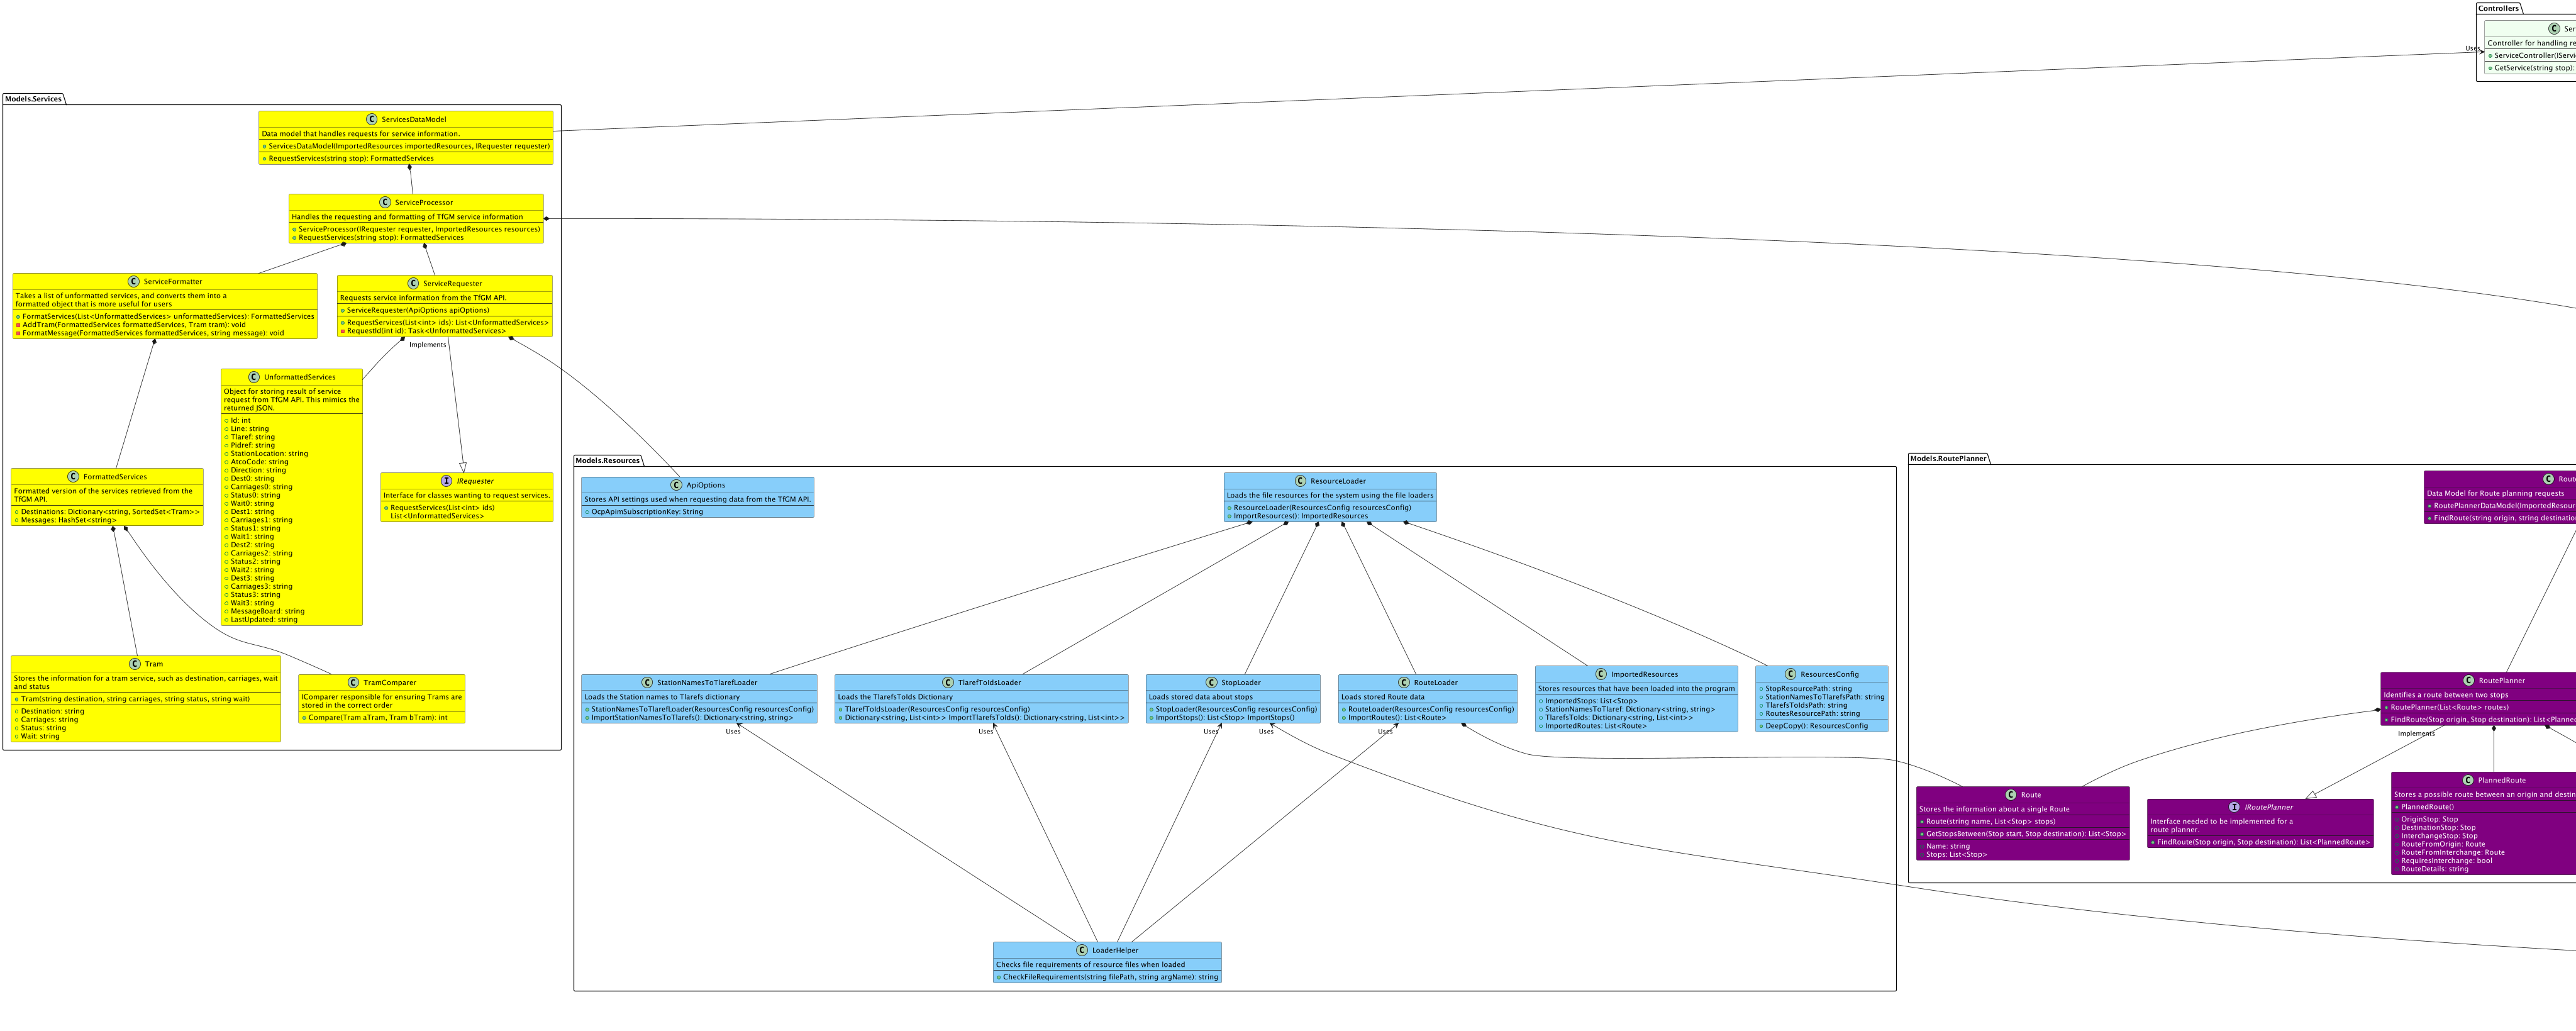 Controllers
C Ser
Controller for handling re
ServiceController(IServic
GetService(string stop):
Uses
Models.Services
C ServicesDataModel
Data model that handles requests for service information.
ServicesDataModel(ImportedResources importedResources, IRequester requester)
RequestServices(string stop): FormattedServices
C ServiceProcessor
Handles the requesting and formatting of TfGM service information
ServiceProcessor(IRequester requester, ImportedResources resources)
RequestServices(string stop): FormattedServices
C ServiceFormatter
Takes a list of unformatted services, and converts them into a
formatted object that is more useful for users
FormatServices(List<UnformattedServices> unformattedServices): FormattedServices
AddTram(FormattedServices formattedServices, Tram tram): void
FormatMessage(FormattedServices formattedServices, string message): void
C ServiceRequester
Requests service information from the TfGM API.
ServiceRequester(ApiOptions apiOptions)
RequestServices(List<int> ids): List<UnformattedServices>
RequestId(int id): Task<UnformattedServices>
Implements
C UnformattedServices
Object for storing result of service
request from TfGM API. This mimics the
returned JSON.
Id: int
Line: string
Tlaref: string
Pidref: string
StationLocation: string
AtcoCode: string
Direction: string
Dest0: string
Carriages0: string
Status0: string
Wait0: string
Dest1: string
Carriages1: string
Status1: string
Wait1: string
Dest2: string
Carriages2: string
Status2: string
Wait2: string
Dest3: string
Carriages3: string
Status3: string
Wait3: string
MessageBoard: string
LastUpdated: string
C FormattedServices
Formatted version of the services retrieved from the
TfGM API.
Destinations: Dictionary<string, SortedSet<Tram>>
Messages: HashSet<string>
I IRequester
Interface for classes wanting to request services.
RequestServices(List<int> ids)
List<UnformattedServices>
C Tram
Stores the information for a tram service, such as destination, carriages, wait
and status
Tram(string destination, string carriages, string status, string wait)
Destination: string
Carriages: string
Status: string
Wait: string
C TramComparer
IComparer responsible for ensuring Trams are
stored in the correct order
Compare(Tram aTram, Tram bTram): int
Models.Resources
C ApiOptions
Stores API settings used when requesting data from the TfGM API.
OcpApimSubscriptionKey: String
C ResourceLoader
Loads the file resources for the system using the file loaders
ResourceLoader(ResourcesConfig resourcesConfig)
ImportResources(): ImportedResources
C StationNamesToTlarefLoader
Loads the Station names to Tlarefs dictionary
StationNamesToTlarefLoader(ResourcesConfig resourcesConfig)
ImportStationNamesToTlarefs(): Dictionary<string, string>
Uses
C TlarefToIdsLoader
Loads the TlarefsToIds Dictionary
TlarefToIdsLoader(ResourcesConfig resourcesConfig)
Dictionary<string, List<int>> ImportTlarefsToIds(): Dictionary<string, List<int>>
Uses
C StopLoader
Loads stored data about stops
StopLoader(ResourcesConfig resourcesConfig)
ImportStops(): List<Stop> ImportStops()
Uses
Uses
C RouteLoader
Loads stored Route data
RouteLoader(ResourcesConfig resourcesConfig)
ImportRoutes(): List<Route>
Uses
C ImportedResources
Stores resources that have been loaded into the program
ImportedStops: List<Stop>
StationNamesToTlaref: Dictionary<string, string>
TlarefsToIds: Dictionary<string, List<int>>
ImportedRoutes: List<Route>
C ResourcesConfig
StopResourcePath: string
StationNamesToTlarefsPath: string
TlarefsToIdsPath: string
RoutesResourcePath: string
DeepCopy(): ResourcesConfig
C LoaderHelper
Checks file requirements of resource files when loaded
CheckFileRequirements(string filePath, string argName): string
Models.RoutePlanner
C Route
Data Model for Route planning requests
RoutePlannerDataModel(ImportedResour
FindRoute(string origin, string destination
C RoutePlanner
Identifies a route between two stops
RoutePlanner(List<Route> routes)
FindRoute(Stop origin, Stop destination): List<Planned
Implements
C Route
Stores the information about a single Route
Route(string name, List<Stop> stops)
GetStopsBetween(Stop start, Stop destination): List<Stop>
Name: string
Stops: List<Stop>
I IRoutePlanner
Interface needed to be implemented for a
route planner.
FindRoute(Stop origin, Stop destination): List<PlannedRoute>
C PlannedRoute
Stores a possible route between an origin and destin
PlannedRoute()
OriginStop: Stop
DestinationStop: Stop
InterchangeStop: Stop
RouteFromOrigin: Route
RouteFromInterchange: Route
RequiresInterchange: bool
RouteDetails: string